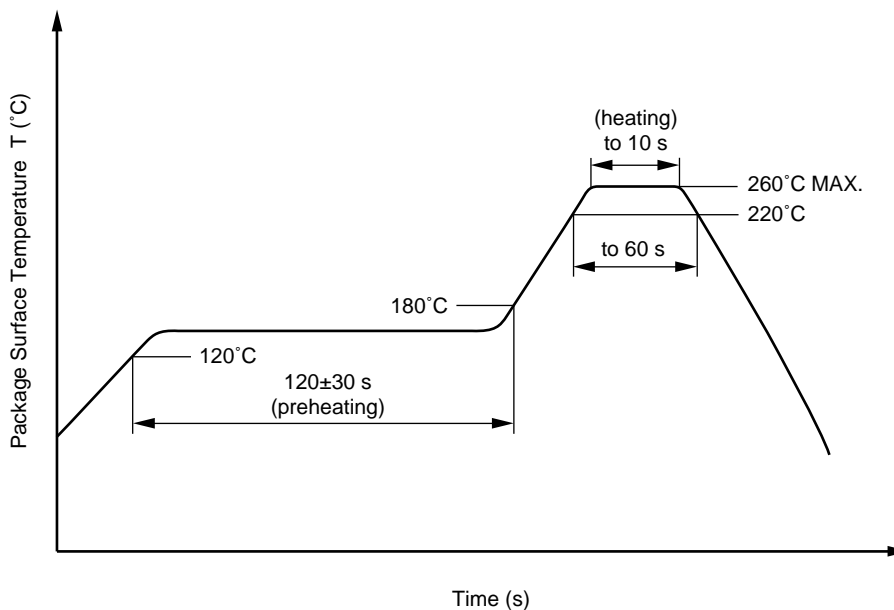 Package Surface Temperature T (˚C)
(heating)
to 10 s
260˚C MAX.
220˚C
to 60 s
180˚C
120˚C
120±30 s
(preheating)
Time (s)